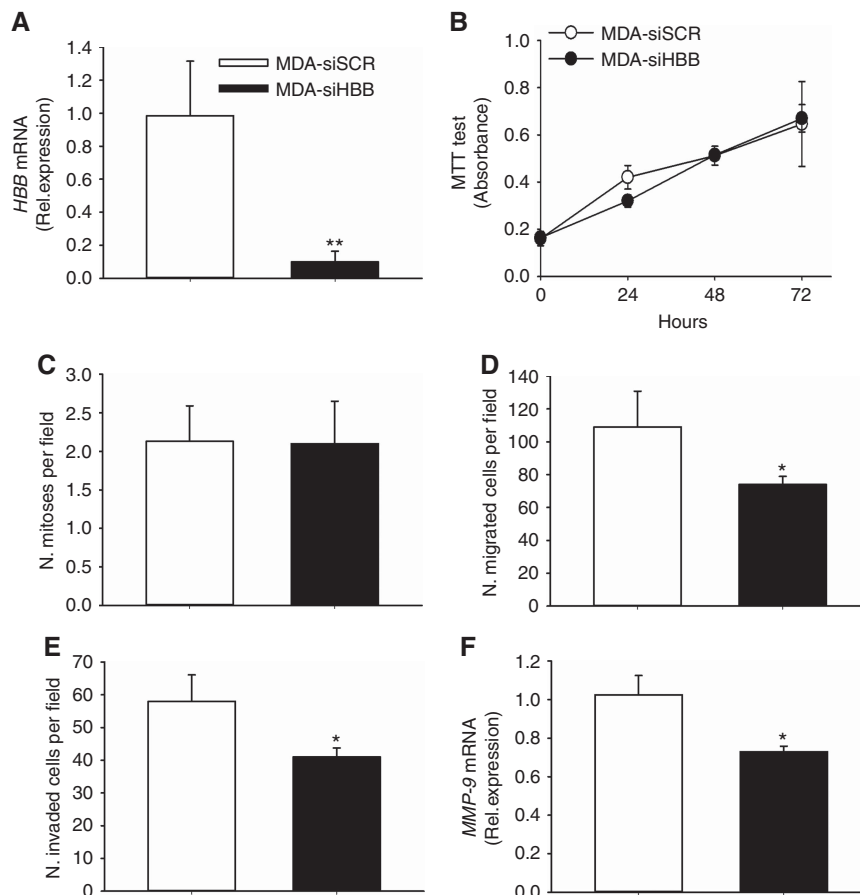 A
HBB mRNA
(Rel.expression)
1.4
1.2
1.0
0.8
0.6
0.4
0.2
0.0
MDA-siSCR
MDA-siHBB
**
B
MTT test
(Absorbance)
1.0
0.8
0.6
0.4
0.2
0.0
MDA-siSCR
MDA-siHBB
0
24
48
72
Hours
C
N. mitoses per field
3.0
2.5
2.0
1.5
1.0
0.5
0.0
D
N. migrated cells per field
140
120
100
80
60
40
20
0
*
E
N. invaded cells per field
70
60
50
40
30
20
10
0
*
F
MMP-9 mRNA
(Rel.expression)
1.2
1.0
0.8
0.6
0.4
0.2
0.0
*